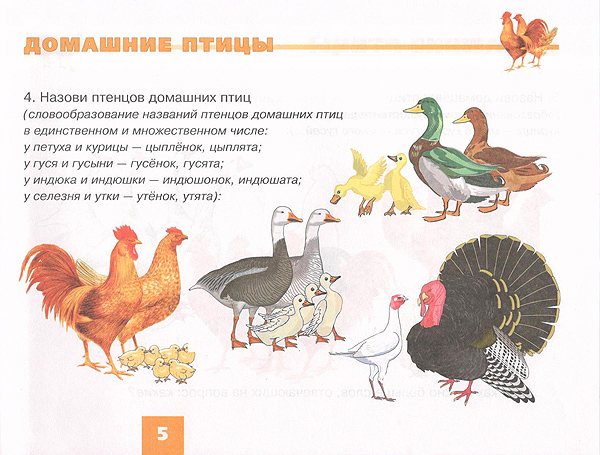 ДОМАШНИЕ ПТИЦЫ
4. Назови птенцов домашних птиц
(словообразование названий птенцов домашних птиц
в единственном и множественном числе:
у петуха и курицы — цыплёнок, цыплята;
у гуся и гусыни — гусёнок, гусята;
у индюка и индюшки — индюшонок, индюшата;
у селезня и утки — утёнок, утята):
5